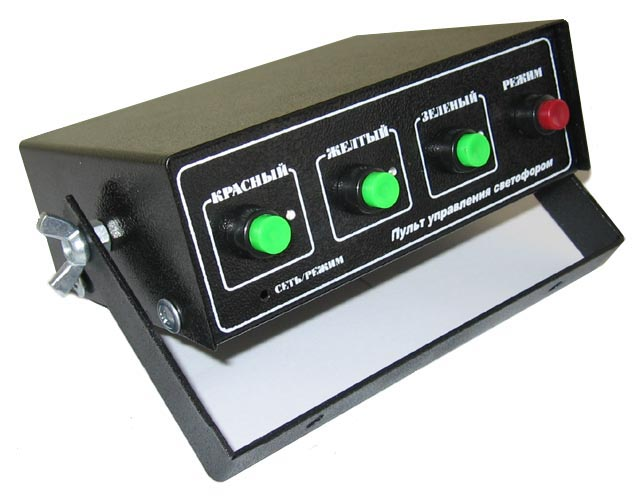 КРАСНЫЙ
ЖЕЛТЫЙ
ЗЕЛЕНЫЙ
РЕЖИМ
СЕТЬ/РЕЖИМ
Пульт управления светофором